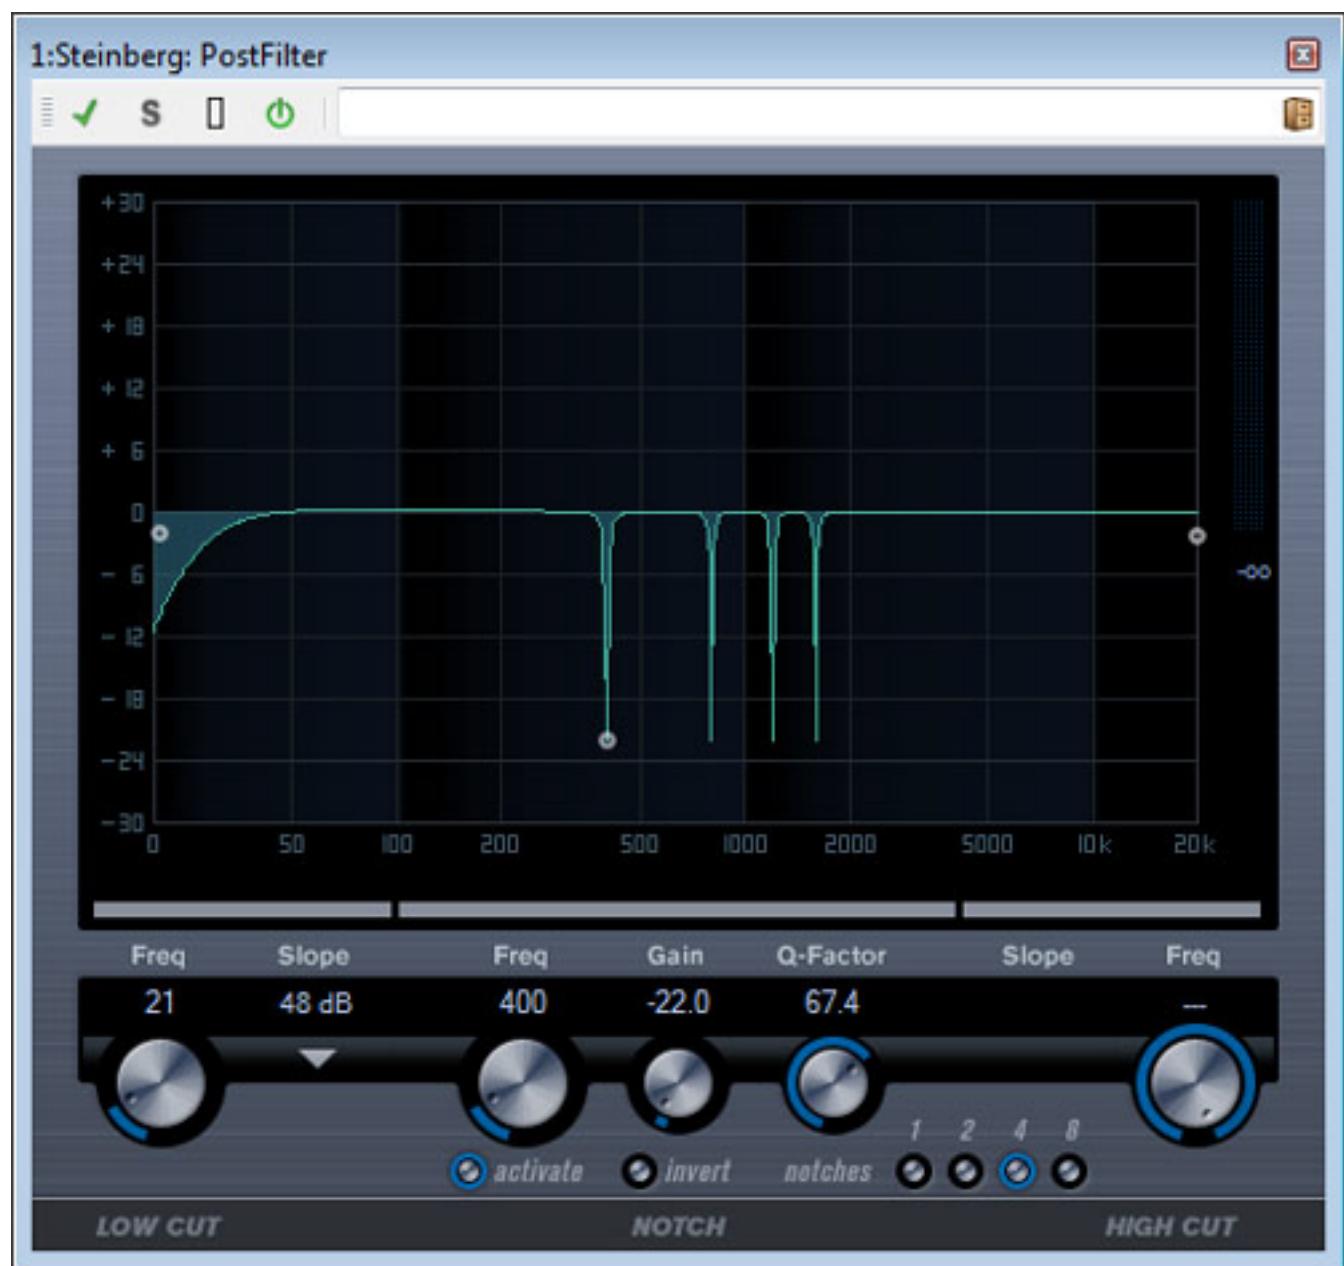 1:Steinberg: PostFilter
S
+30
+24
+ 18
+ 12
+ 6
0
- 6
- 12
- 18
-24
-30
-∞
0 50 100 200 500 1000 2000 5000 10k 20k
Freq Slope Freq Gain Q-Factor Slope Freq
21 48 dB 400 -22.0 67.4 ---
1 2 4 8
activate invert notches
LOW CUT NOTCH HIGH CUT